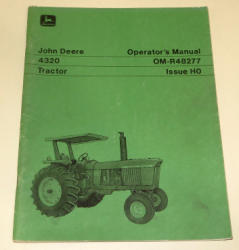 John Deere Operator's Manual
4320 OM-R48277
Tractor Issue H0